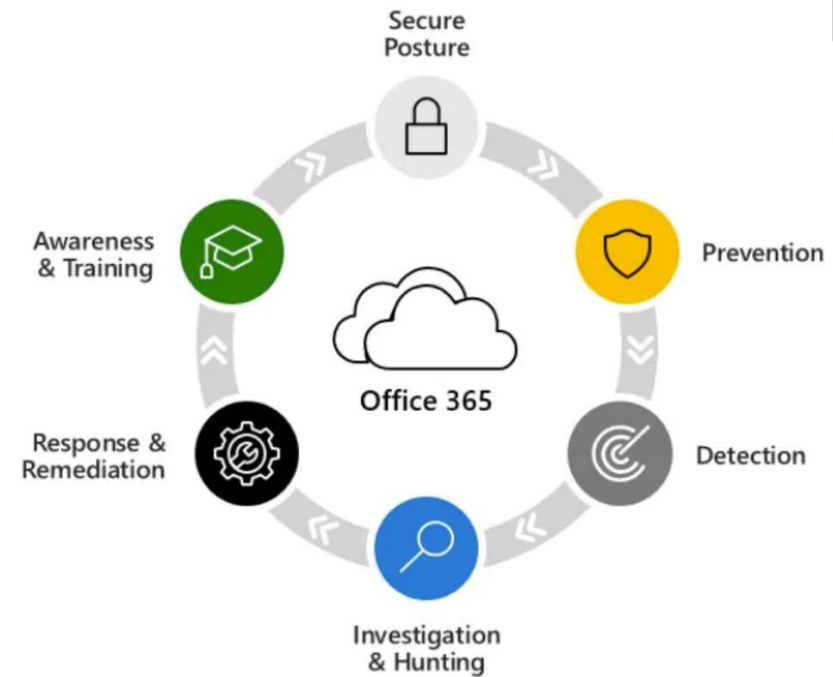 Secure
Posture
Awareness
& Training
Prevention
Office 365
Response &
Remediation
Detection
Investigation
& Hunting